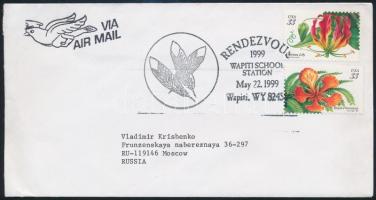 VIA
AIR MAIL
RENDEZVOUS
1999
WAPITI SCHOOL
STATION
May 22, 1999
Wapiti, WY 82450
USA
33
USA
33
Vladimir Krishenko
Frunzenskaya nabereznaya 36-297
RU-119146 Moscow
RUSSIA